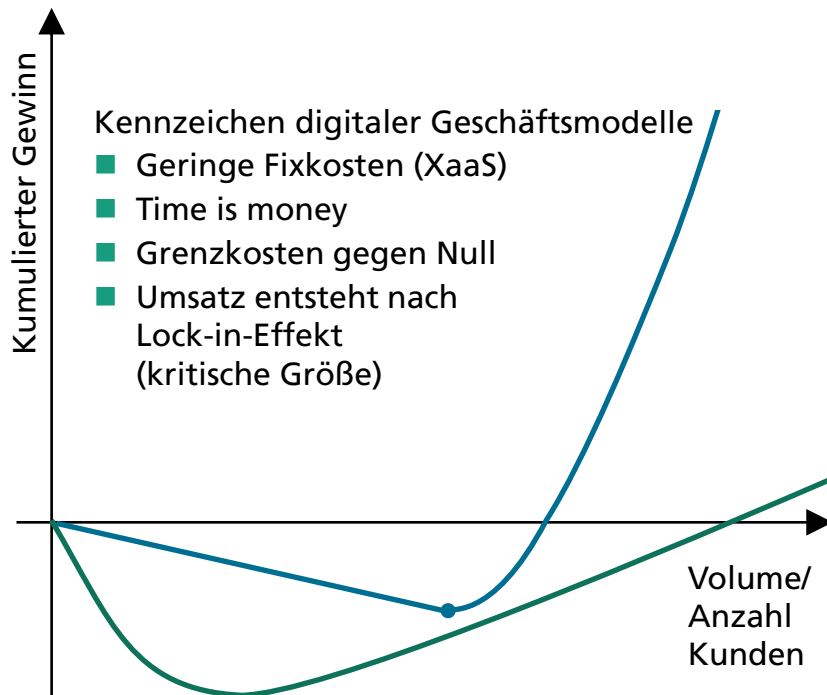 Kumulierter Gewinn
Kennzeichen digitaler Geschäftsmodelle
Geringe Fixkosten (XaaS)
Time is money
Grenzkosten gegen Null
Umsatz entsteht nach
Lock-in-Effekt
(kritische Größe)
Volume/
Anzahl
Kunden